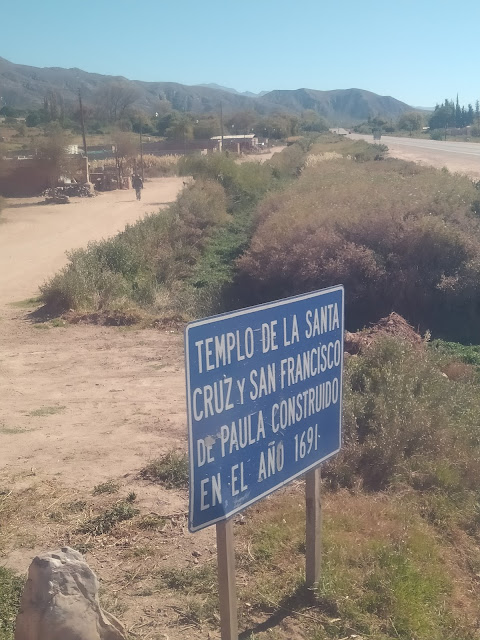 TEMPLO DE LA SANTA
CRUZ Y SAN FRANCISCO
DE PAULA CONSTRUIDO
EN EL AÑO 1691.